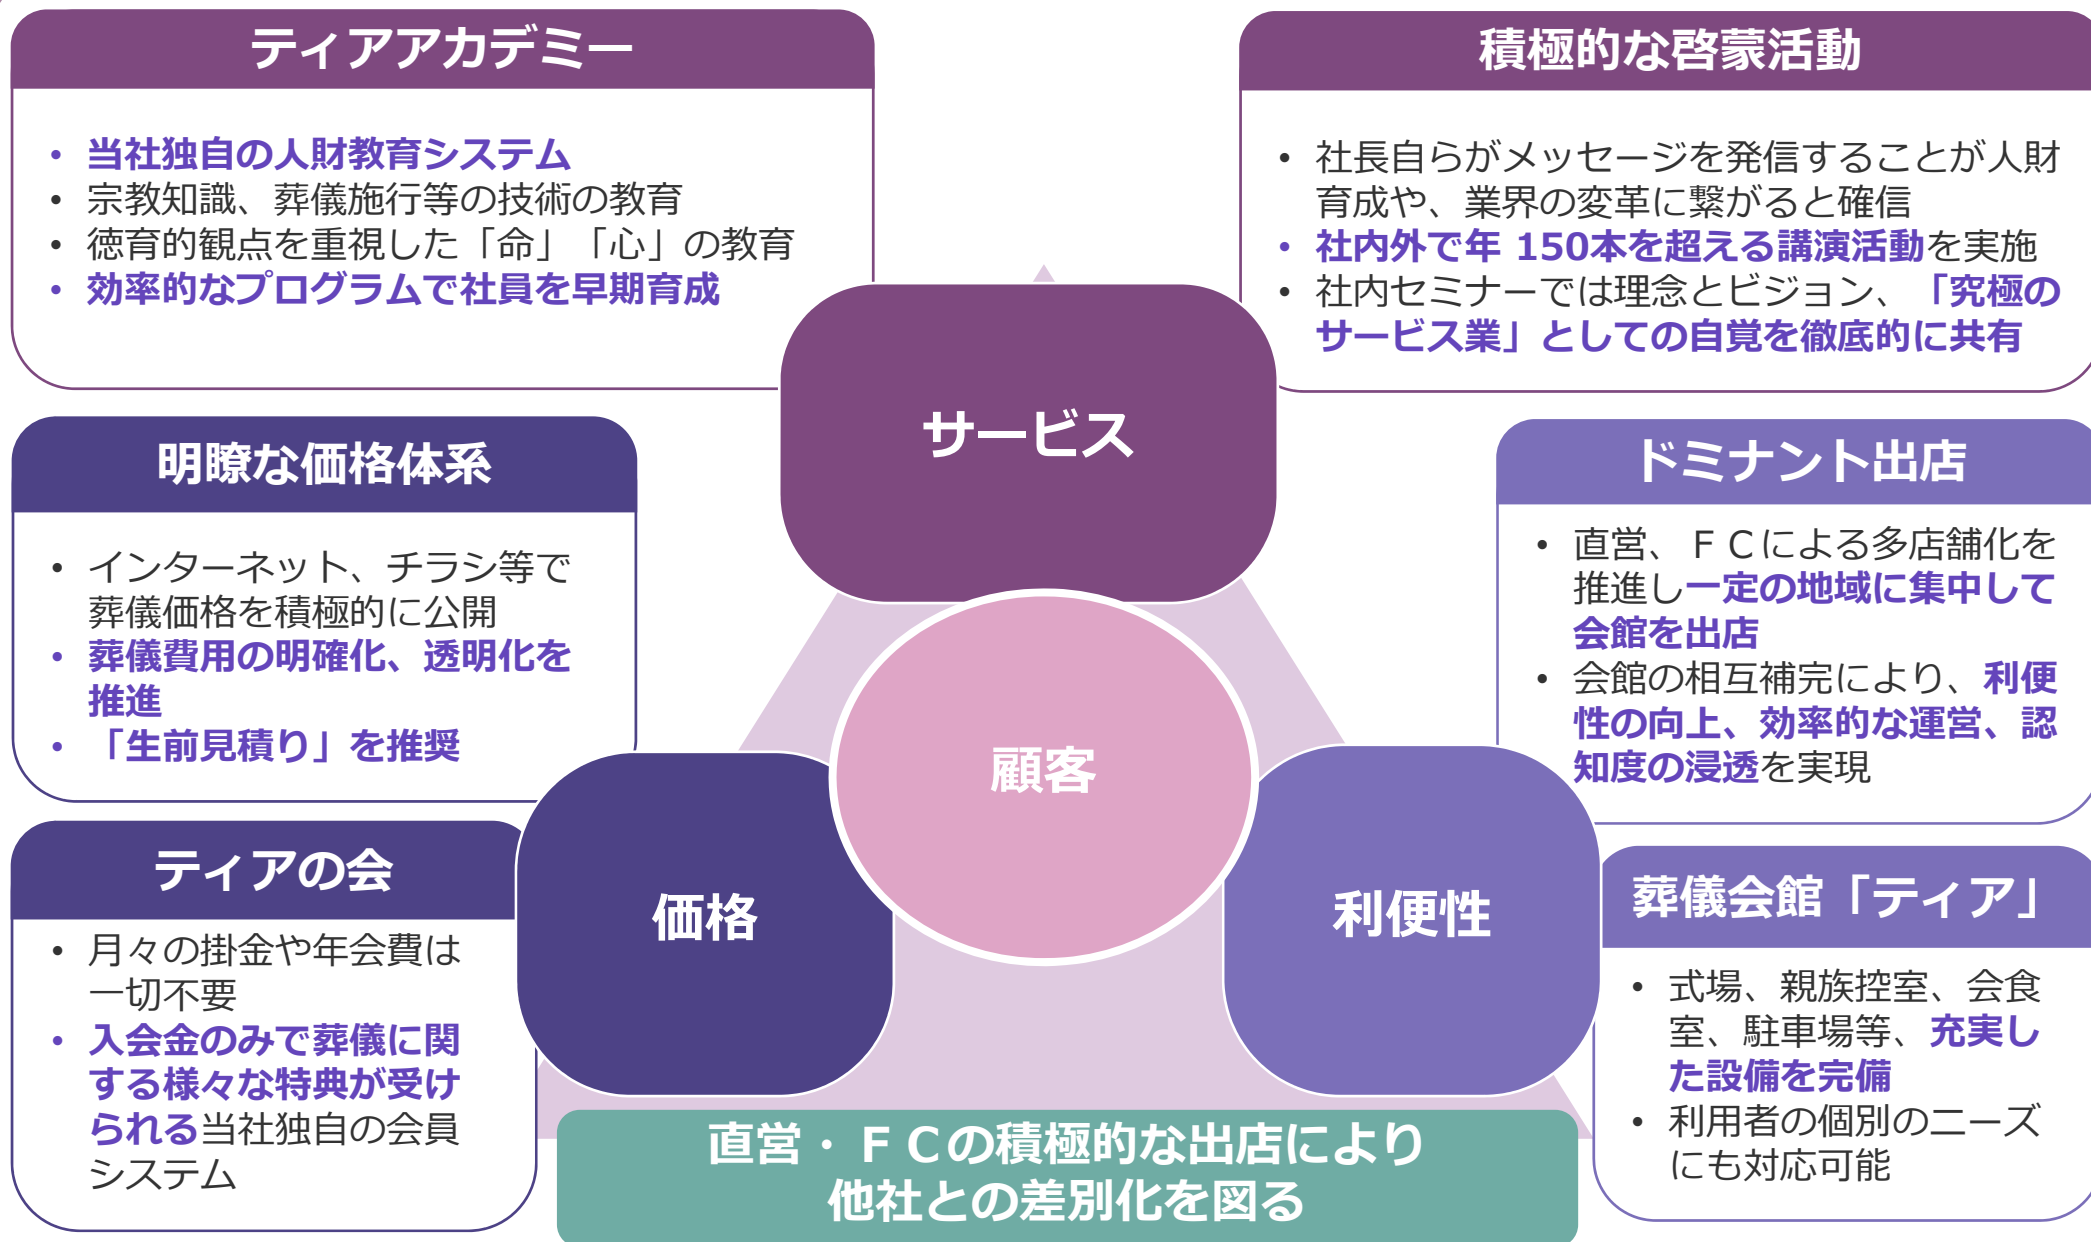 ティアアカデミー
• 当社独自の人財教育システム
• 宗教知識、葬儀施行等の技術の教育
• 徳育的観点を重視した「命」「心」の教育
• 効率的なプログラムで社員を早期育成
積極的な啓蒙活動
• 社長自らがメッセージを発信することが人財
育成や、業界の変革に繋がると確信
• 社内外で年 150本を超える講演活動を実施
• 社内セミナーでは理念とビジョン、「究極の
サービス業」としての自覚を徹底的に共有
サービス
明瞭な価格体系
• インターネット、チラシ等で
葬儀価格を積極的に公開
• 葬儀費用の明確化、透明化を
推進
• 「生前見積り」を推奨
ドミナント出店
• 直営、ＦＣによる多店舗化を
推進し一定の地域に集中して
会館を出店
• 会館の相互補完により、利便
性の向上、効率的な運営、認
知度の浸透を実現
顧客
価格
利便性
ティアの会
• 月々の掛金や年会費は
一切不要
• 入会金のみで葬儀に関
する様々な特典が受け
られる当社独自の会員
システム
葬儀会館「ティア」
• 式場、親族控室、会食
室、駐車場等、充実し
た設備を完備
• 利用者の個別のニーズ
にも対応可能
直営・ＦＣの積極的な出店により
他社との差別化を図る